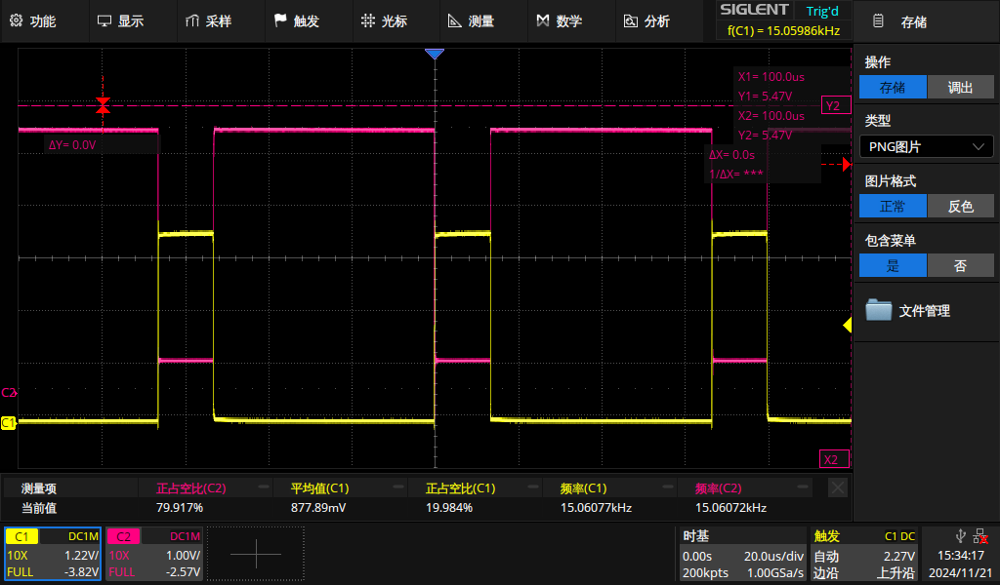 功能 显示 采样 触发 光标 测量 数学 分析
SIGLENT Trig'd
f(C1) = 15.05986kHz
存储
操作
存储 调出
类型
PNG图片
图片格式
正常 反色
包含菜单
是 否
文件管理
X1= 100.0us
Y1= 5.47V
X2= 100.0us
Y2= 5.47V
Y2
ΔY= 0.0V
ΔX= 0.0s
1/ΔX= ***
C2
C1
X2
测量项 正占空比(C2) 平均值(C1) 正占空比(C1) 频率(C1) 频率(C2)
当前值 79.917% 877.89mV 19.984% 15.06077kHz 15.06072kHz
C1 DC1M
10X 1.22V/
FULL -3.82V
C2 DC1M
10X 1.00V/
FULL -2.57V
时基
0.00s 20.0us/div
200kpts 1.00GSa/s
触发 C1 DC
自动 2.27V
边沿 上升沿
15:34:17
2024/11/21